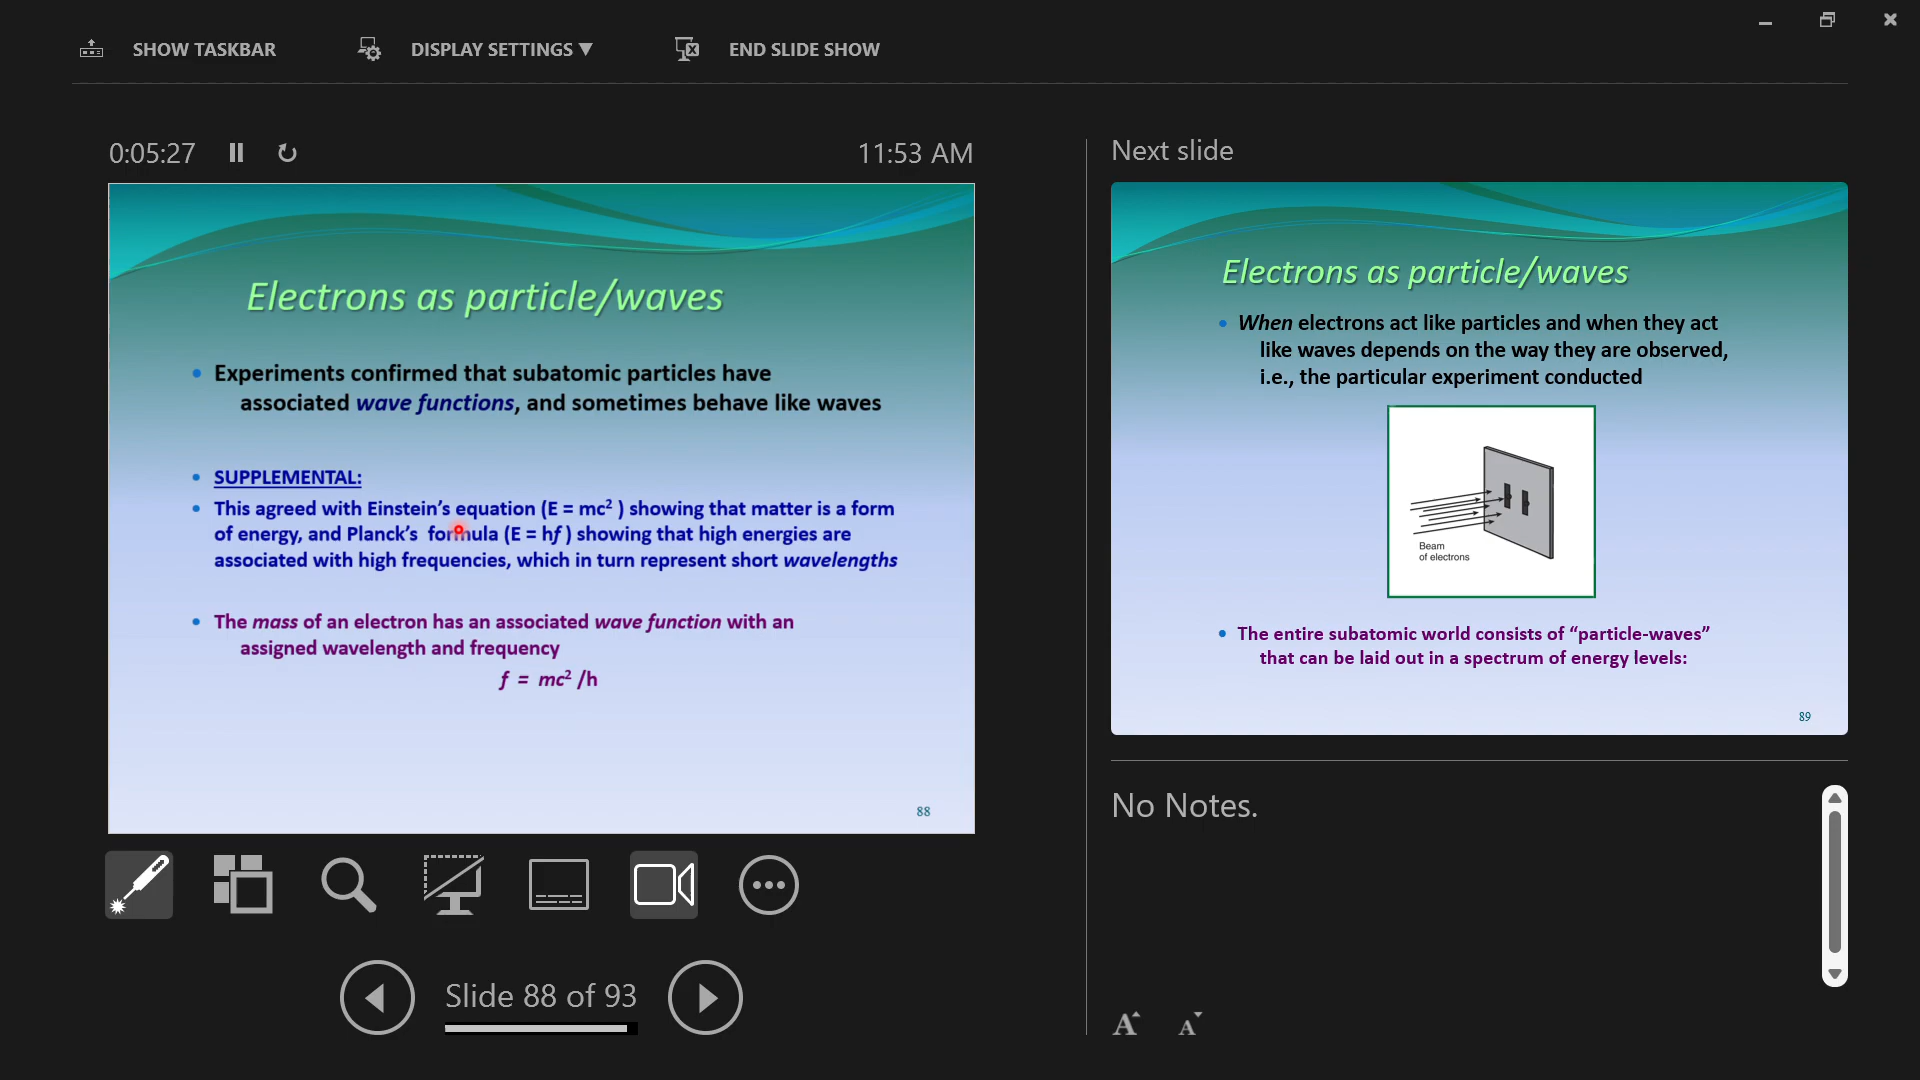 SHOW TASKBAR
DISPLAY SETTINGS ▼
END SLIDE SHOW
0:05:27
11:53 AM
Electrons as particle/waves
• Experiments confirmed that subatomic particles have
associated wave functions, and sometimes behave like waves
• SUPPLEMENTAL:
• This agreed with Einstein’s equation (E = mc² ) showing that matter is a form
of energy, and Planck’s formula (E = hf ) showing that high energies are
associated with high frequencies, which in turn represent short wavelengths
• The mass of an electron has an associated wave function with an
assigned wavelength and frequency
f = mc² /h
88
Slide 88 of 93
Next slide
Electrons as particle/waves
• When electrons act like particles and when they act
like waves depends on the way they are observed,
i.e., the particular experiment conducted
Beam
of electrons
• The entire subatomic world consists of “particle-waves”
that can be laid out in a spectrum of energy levels:
89
No Notes.
A A